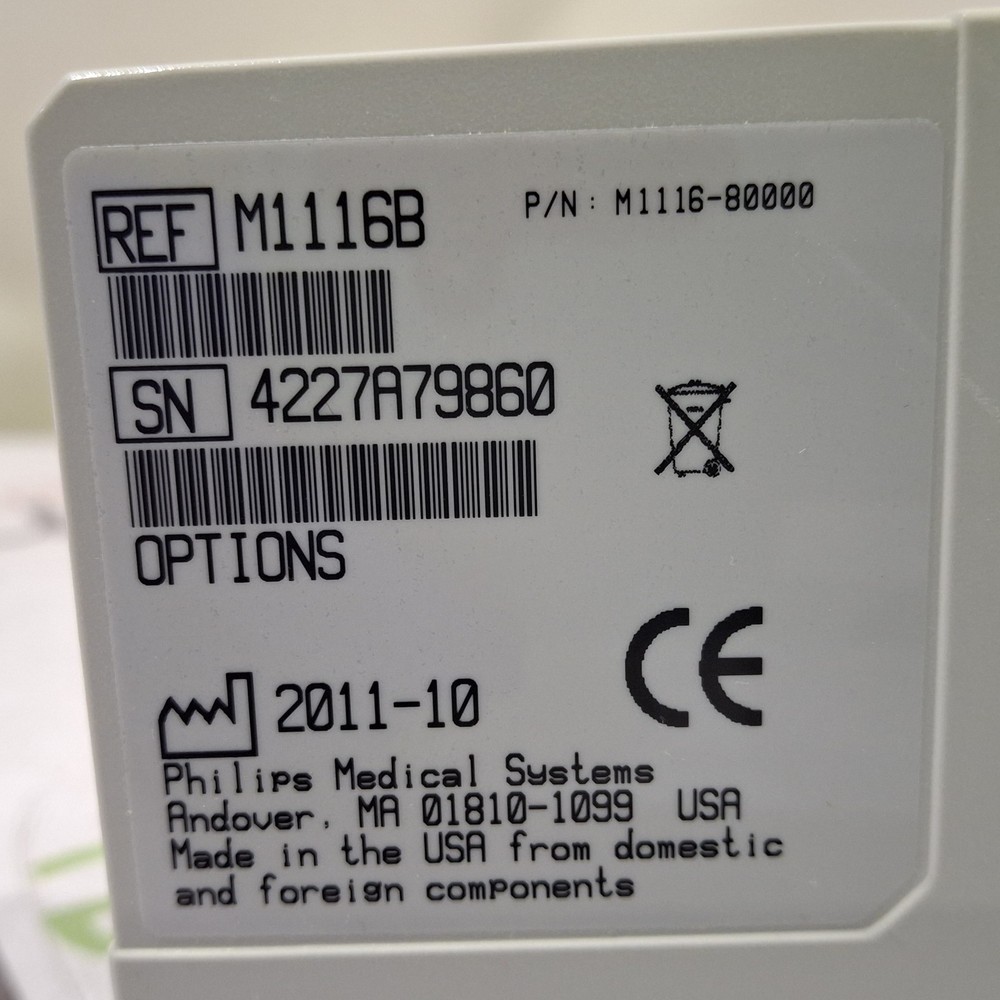 REF M1116B P/N: M1116-80000
SN 4227A79860
OPTIONS
CE
2011-10
Philips Medical Systems
Andover, MA 01810-1099 USA
Made in the USA from domestic
and foreign components